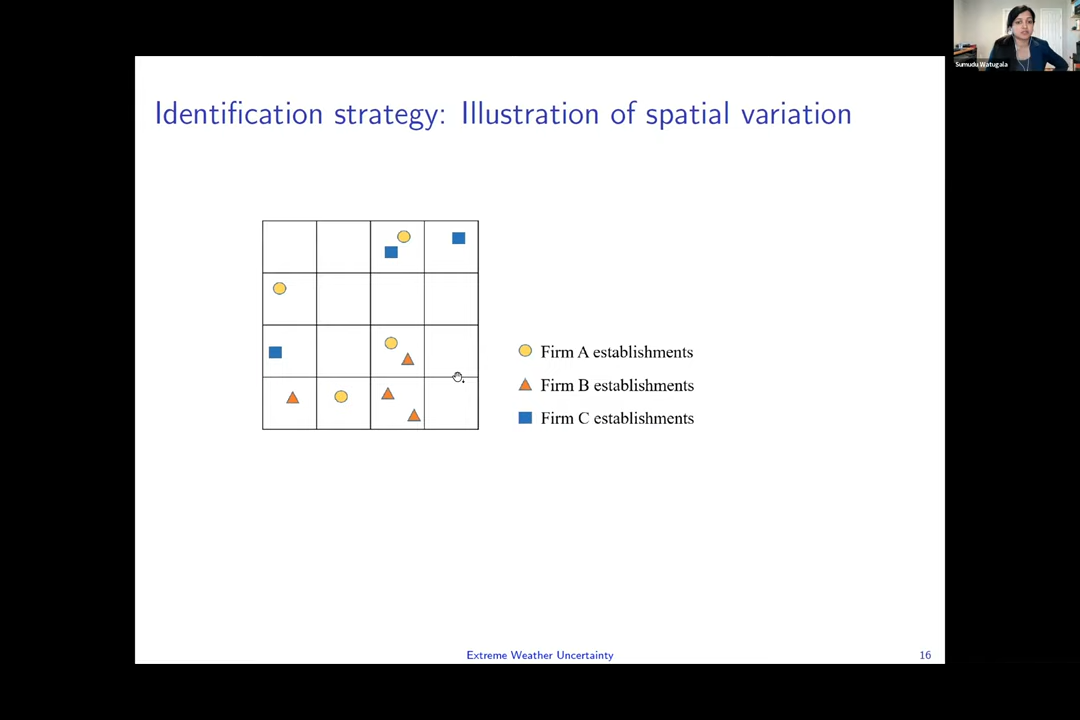 Sumudu Watugala
Identification strategy: Illustration of spatial variation
Firm A establishments
Firm B establishments
Firm C establishments
Extreme Weather Uncertainty
16